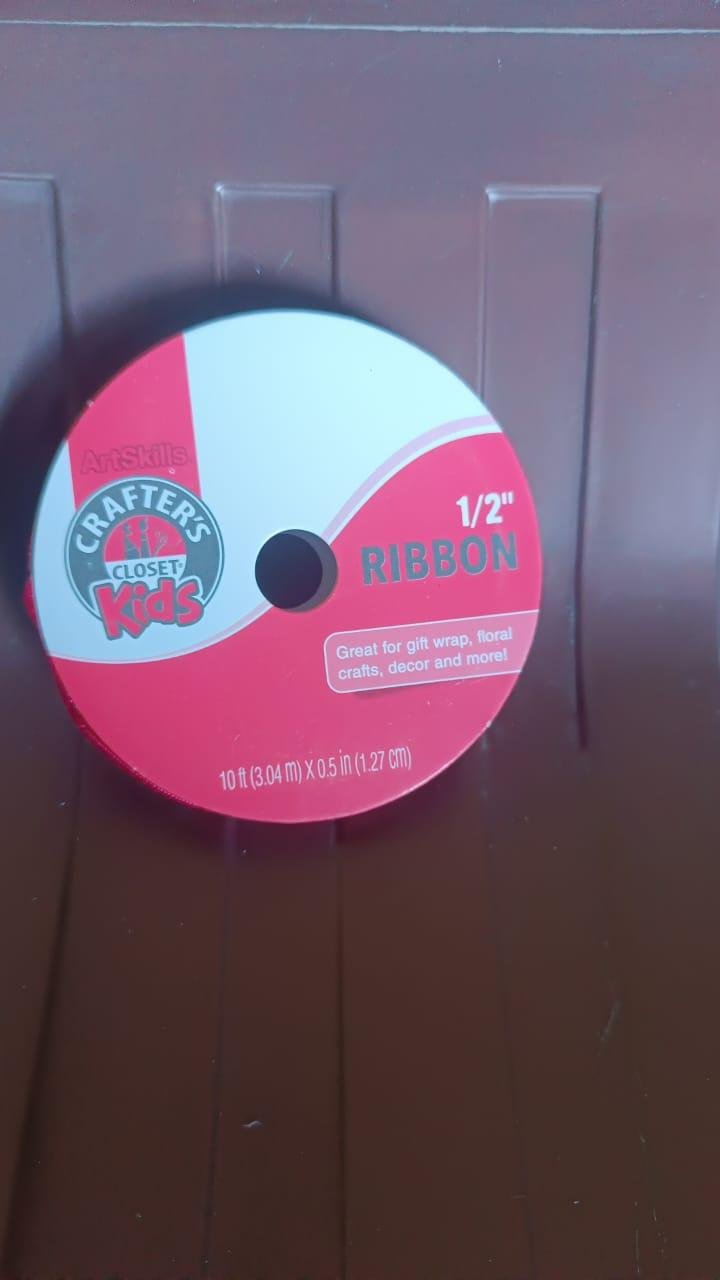 ArtSkills
CRAFTER'S
CLOSET®
Kids
1/2"
RIBBON
Great for gift wrap, floral
crafts, decor and more!
10 ft (3.04 m) X 0.5 in (1.27 cm)